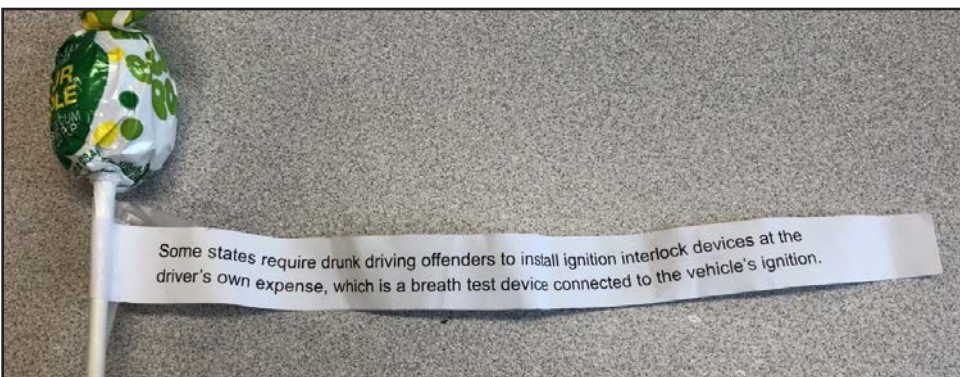 Some states require drunk driving offenders to install ignition interlock devices at the
driver's own expense, which is a breath test device connected to the vehicle's ignition.